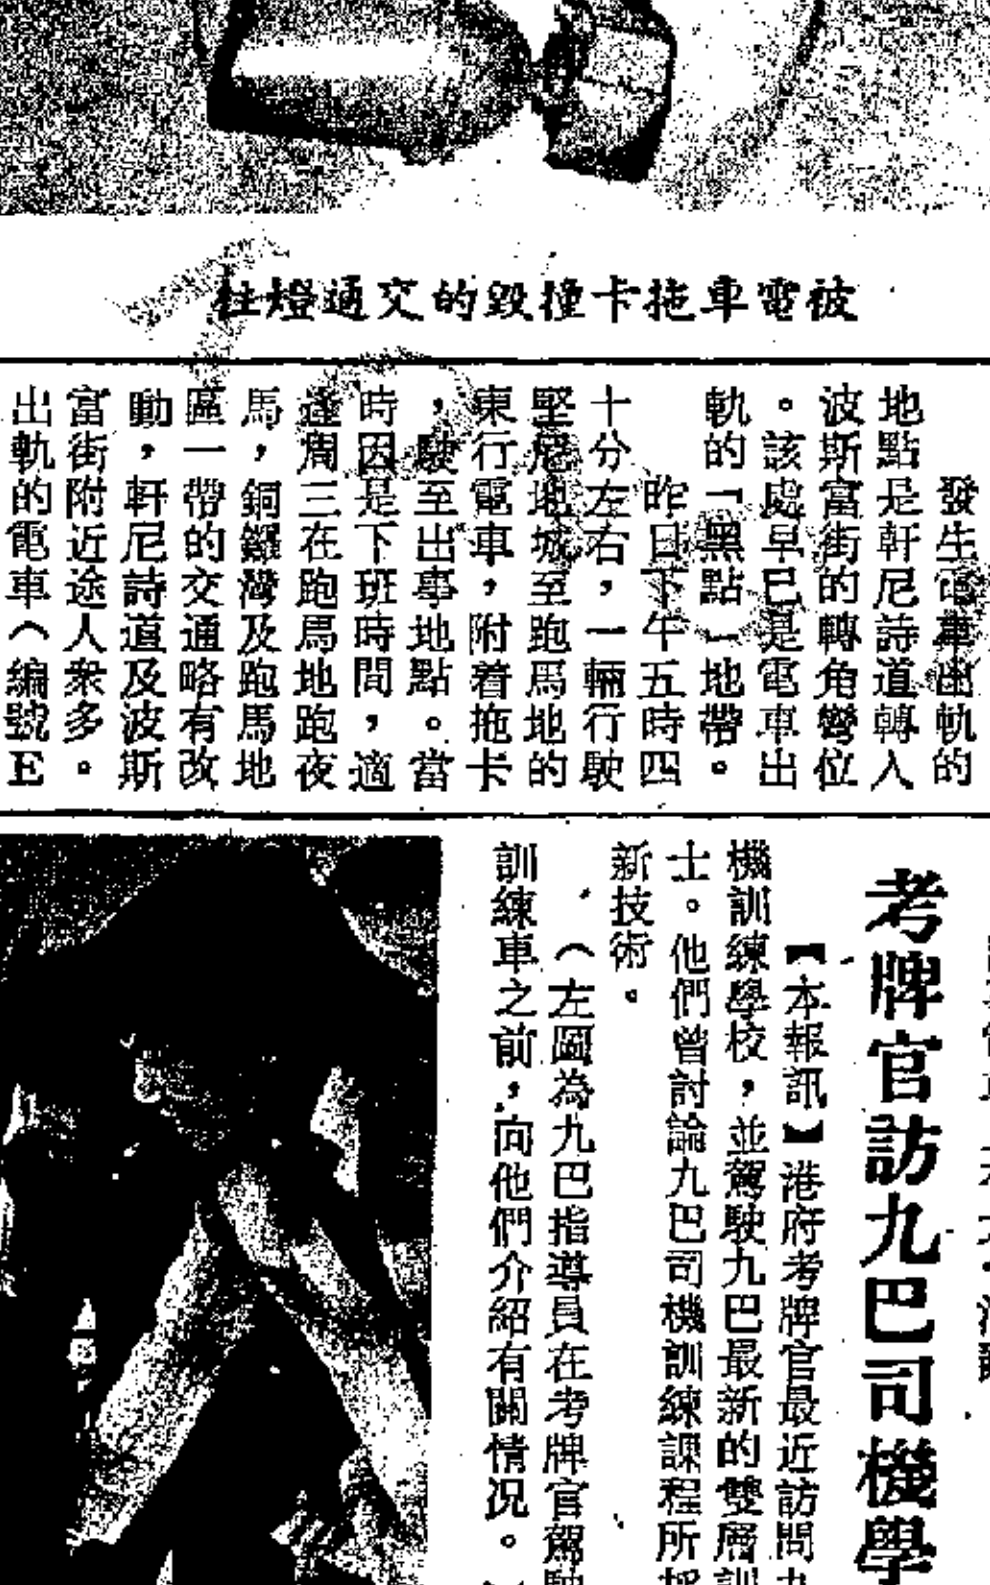 被電車拖卡撞毀的交通燈柱
發生電車出軌的
地點是軒尼詩道轉入
波斯富街的轉角彎位
。該處早已是電車出
軌的「黑點」地帶。
昨日下午五時四
十分左右，一輛行駛
堅尼地城至跑馬地的
東行電車，附着拖卡
，駛至出事地點。當
時因是下班時間，適
逢周三在跑馬地跑夜
馬，銅鑼灣及跑馬地
區一帶的交通略有改
動，軒尼詩道及波斯
富街附近途人衆多。
出軌的電車（編號E
考牌官訪九巴司機學
【本報訊】港府考牌官最近訪問九
機訓練學校，並駕駛九巴最新的雙層訓
士。他們曾討論九巴司機訓練課程所採
新技術。
（左圖為九巴指導員在考牌官駕駛
訓練車之前，向他們介紹有關情況。）